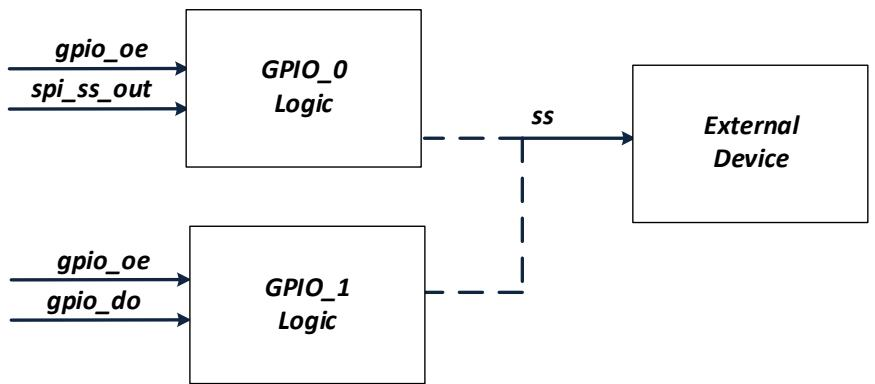 gpio_oe
spi_ss_out
GPIO_0
Logic
ss
External
Device
gpio_oe
gpio_do
GPIO_1
Logic